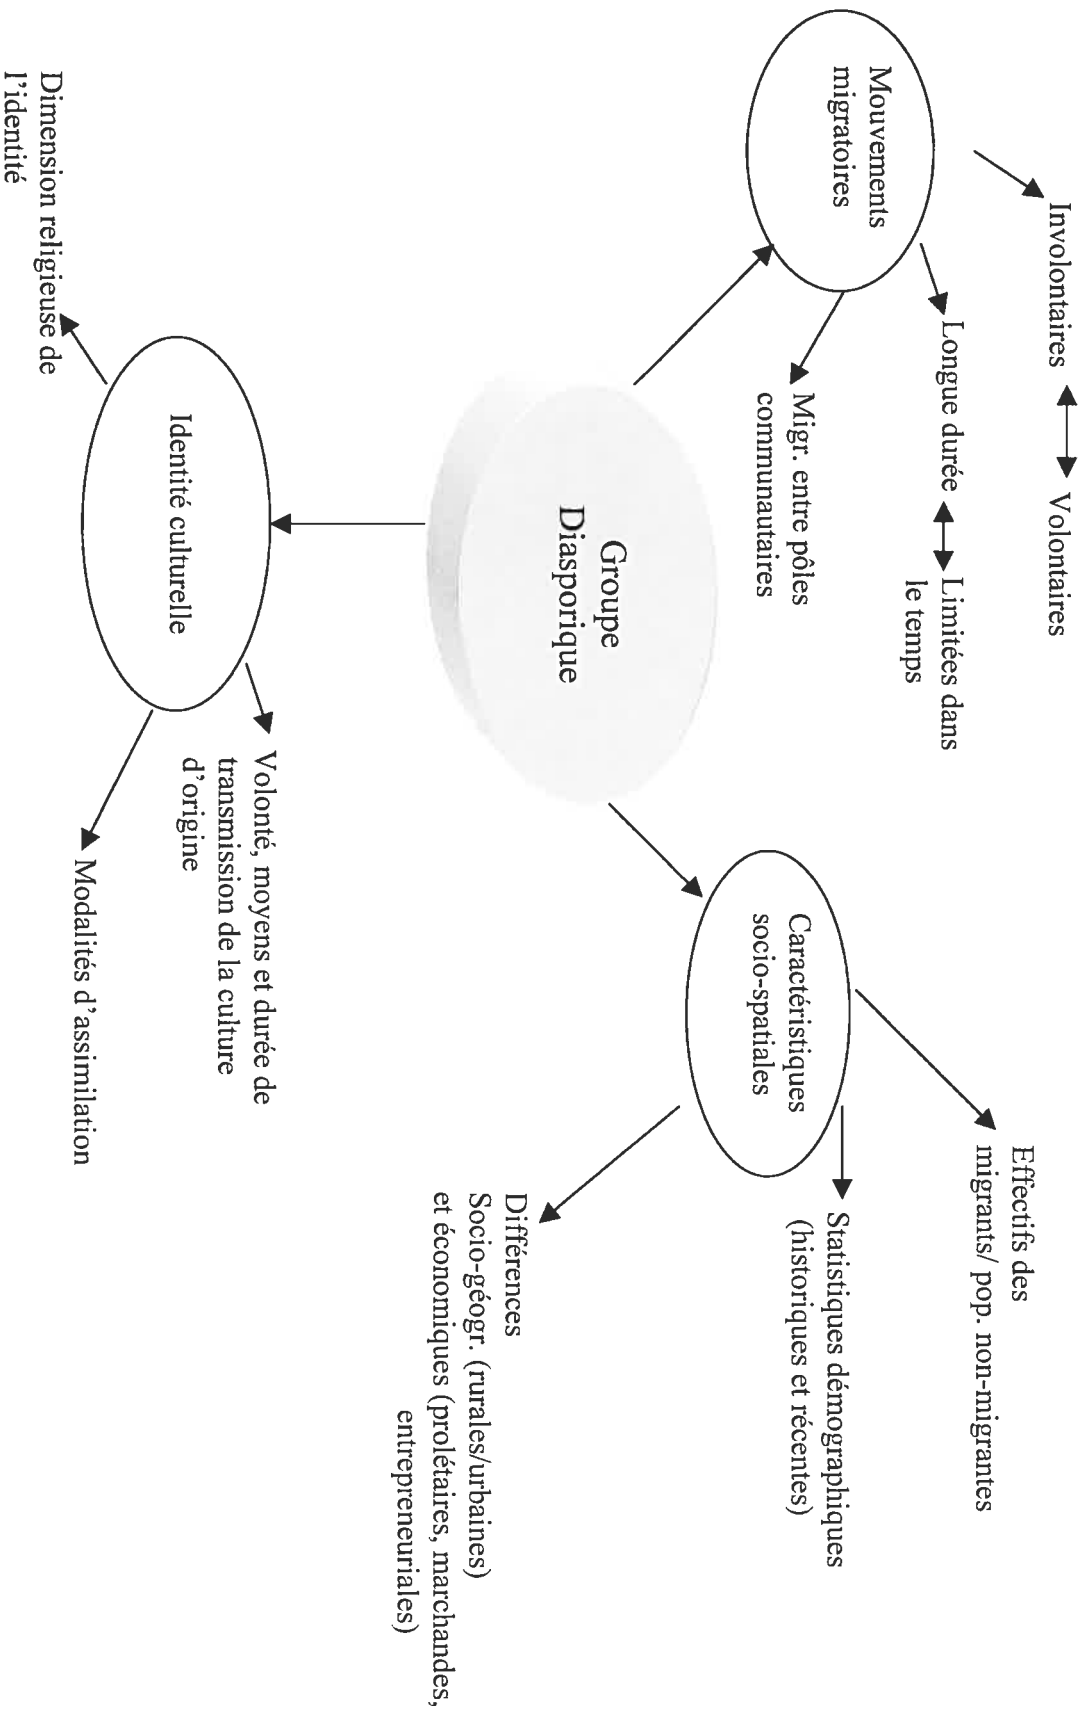 Involontaires
Volontaires
Longue durée
Limitées dans
le temps
Mouvements
migratoires
Migr. entre pôles
communautaires
Groupe
Diasporique
Caractéristiques
socio-spatiales
Effectifs des
migrants/ pop. non-migrantes
Statistiques démographiques
(historiques et récentes)
Différences
Socio-géogr. (rurales/urbaines)
et économiques (prolétaires, marchandes,
entrepreneuriales)
Identité culturelle
Volonté, moyens et durée de
transmission de la culture
d'origine
Modalités d'assimilation
Dimension religieuse de
l'identité